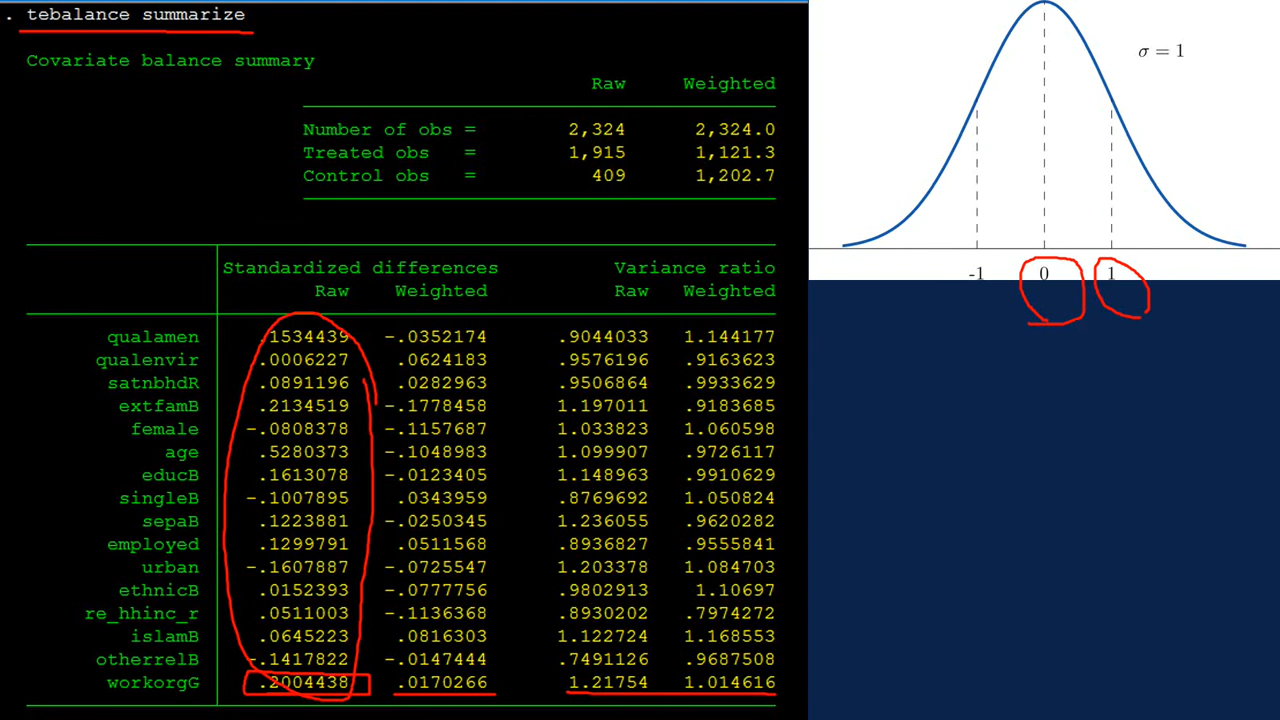 . tebalance summarize
Covariate balance summary
Raw Weighted
Number of obs = 2,324 2,324.0
Treated obs = 1,915 1,121.3
Control obs = 409 1,202.7
Standardized differences Variance ratio
Raw Weighted Raw Weighted
qualamen .1534439 -.0352174 .9044033 1.144177
qualenvir .0006227 .0624183 .9576196 .9163623
satnbhdR .0891196 .0282963 .9506864 .9933629
extfamB .2134519 -.1778458 1.197011 .9183685
female -.0808378 -.1157687 1.033823 1.060598
age .5280373 -.1048983 1.099907 .9726117
educB .1613078 -.0123405 1.148963 .9910629
singleB -.1007895 .0343959 .8769692 1.050824
sepaB .1223881 -.0250345 1.236055 .9620282
employed .1299791 .0511568 .8936827 .9555841
urban -.1607887 -.0725547 1.203378 1.084703
ethnicB .0152393 -.0777756 .9802913 1.10697
re_hhinc_r .0511003 -.1136368 .8930202 .7974272
islamB .0645223 .0816303 1.122724 1.168553
otherrelB -.1417822 -.0147444 .7491126 .9687508
workorgG .2004438 .0170266 1.21754 1.014616
σ = 1
-1 0 1